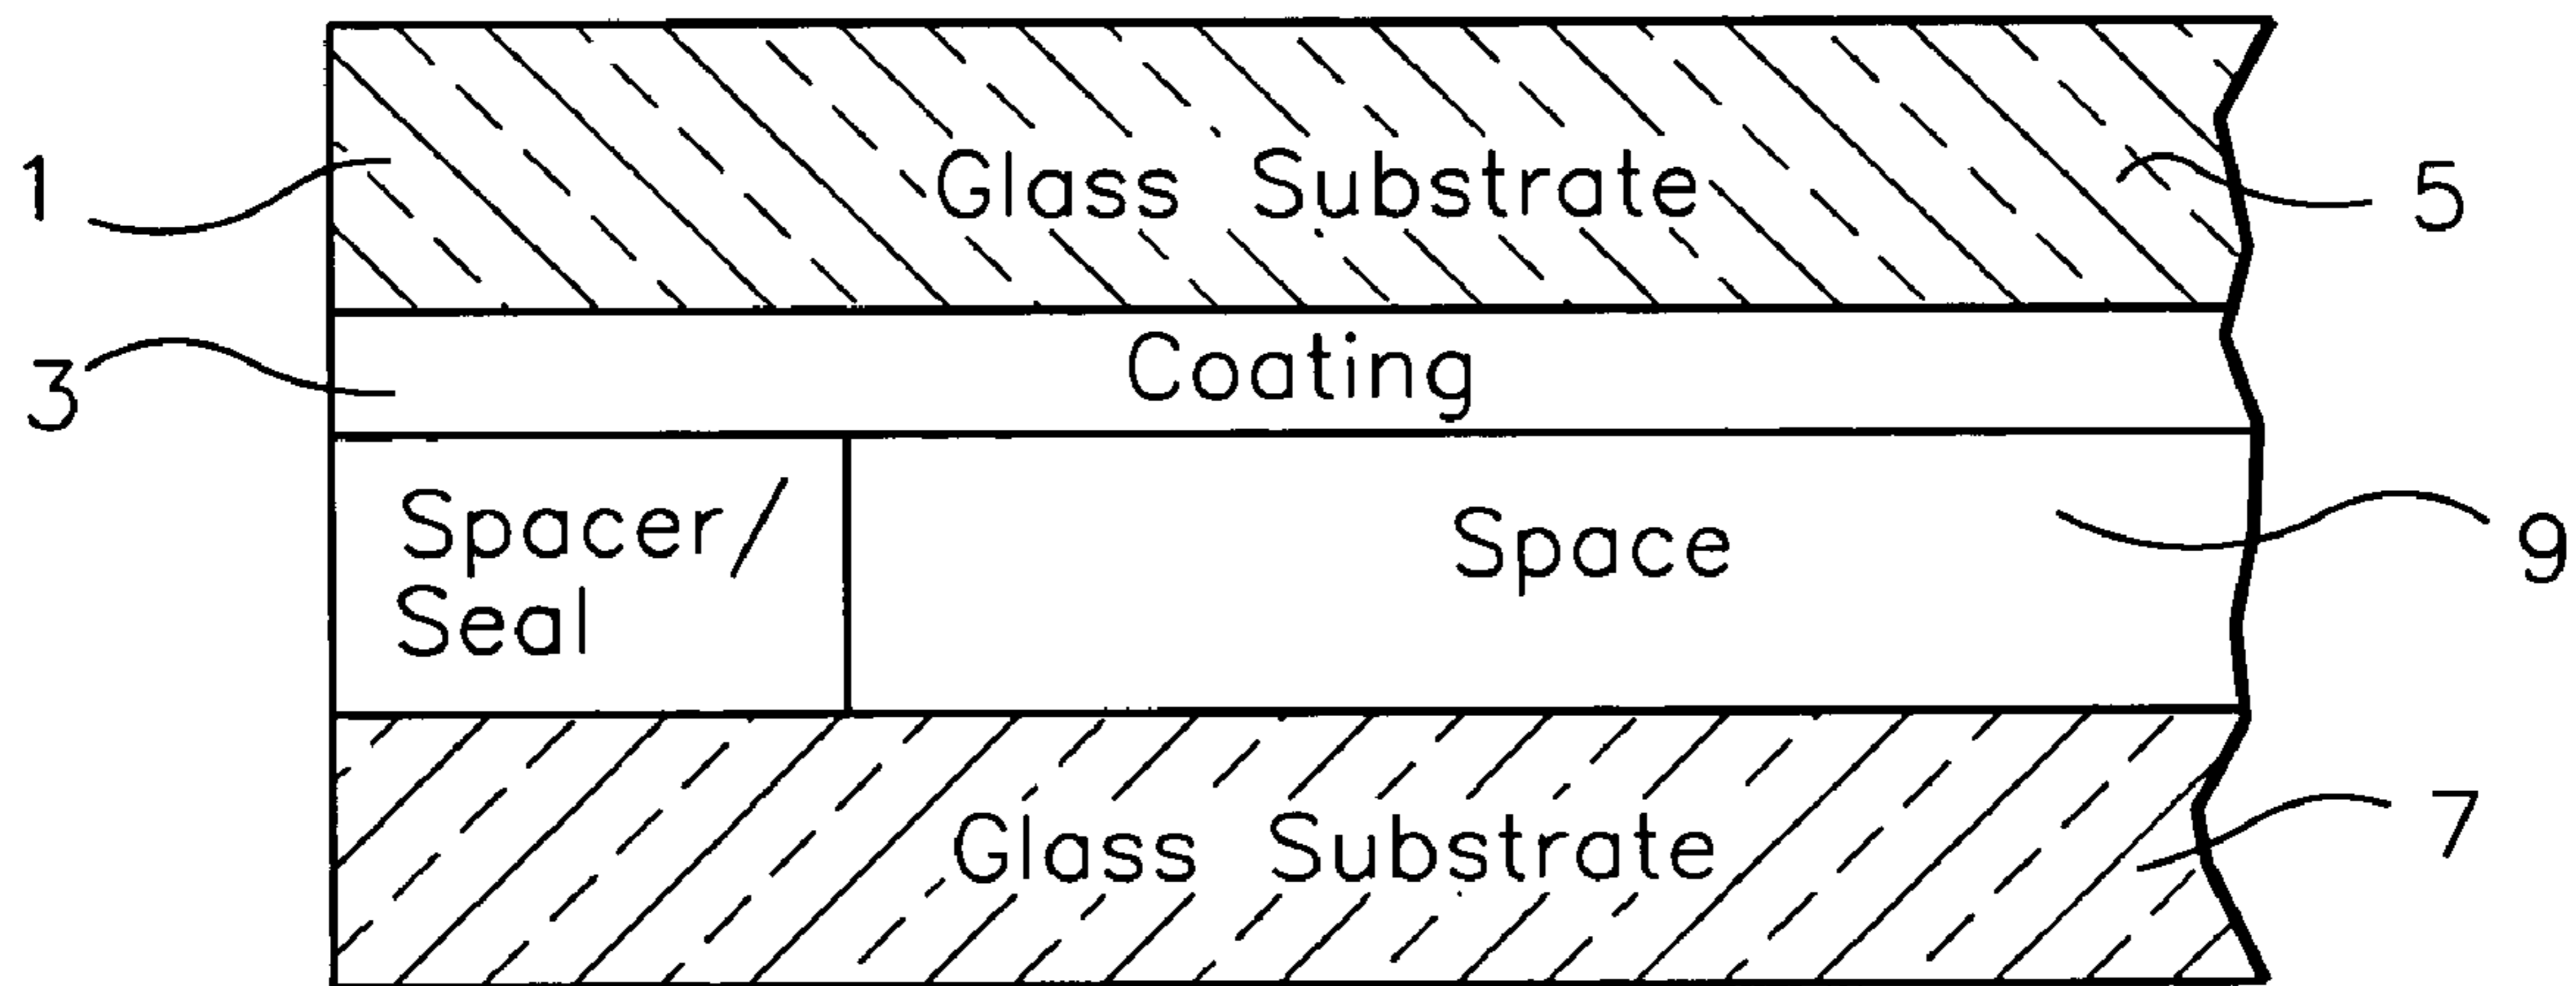 1
Glass Substrate
5
Coating
3
Spacer/
Seal
Space
9
Glass Substrate
7